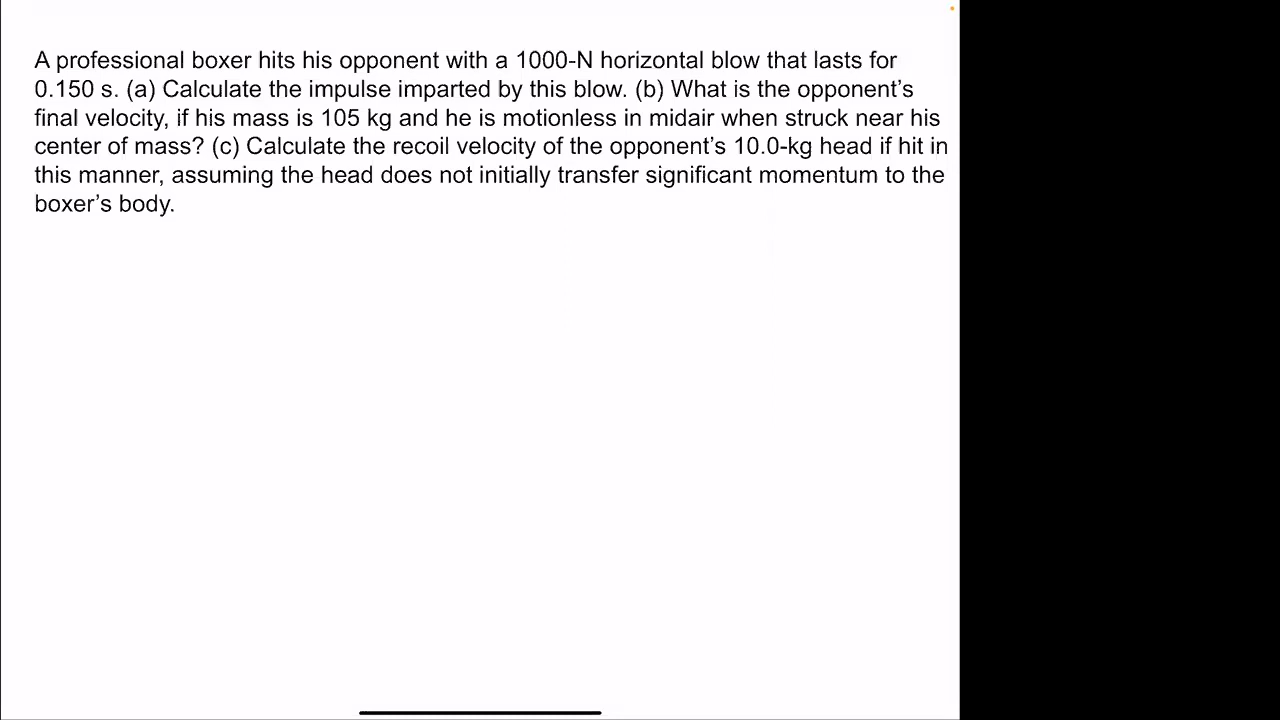 A professional boxer hits his opponent with a 1000-N horizontal blow that lasts for
0.150 s. (a) Calculate the impulse imparted by this blow. (b) What is the opponent’s
final velocity, if his mass is 105 kg and he is motionless in midair when struck near his
center of mass? (c) Calculate the recoil velocity of the opponent’s 10.0-kg head if hit in
this manner, assuming the head does not initially transfer significant momentum to the
boxer’s body.